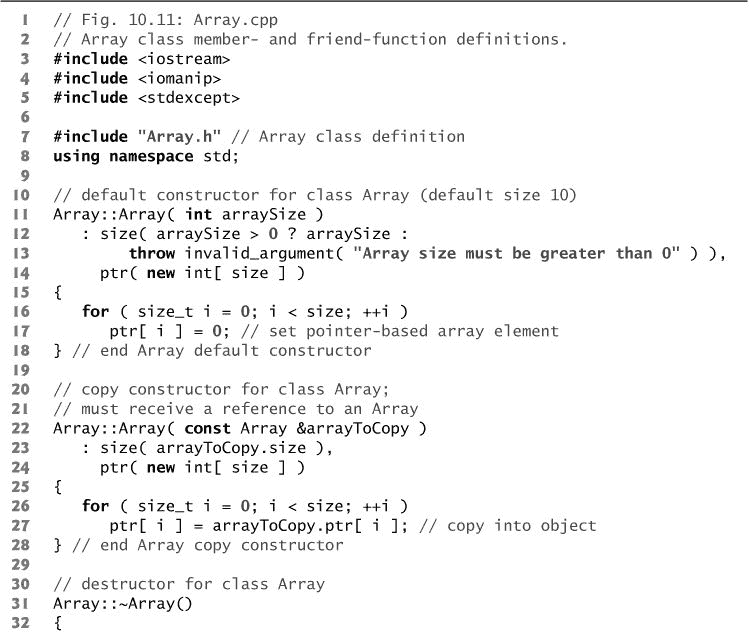 1 // Fig. 10.11: Array.cpp
2 // Array class member- and friend-function definitions.
3 #include <iostream>
4 #include <iomanip>
5 #include <stdexcept>
6
7 #include "Array.h" // Array class definition
8 using namespace std;
9
10 // default constructor for class Array (default size 10)
11 Array::Array( int arraySize )
12    : size( arraySize > 0 ? arraySize :
13         throw invalid_argument( "Array size must be greater than 0" ) ),
14      ptr( new int[ size ] )
15 {
16    for ( size_t i = 0; i < size; ++i )
17       ptr[ i ] = 0; // set pointer-based array element
18 } // end Array default constructor
19
20 // copy constructor for class Array;
21 // must receive a reference to an Array
22 Array::Array( const Array &arrayToCopy )
23    : size( arrayToCopy.size ),
24      ptr( new int[ size ] )
25 {
26    for ( size_t i = 0; i < size; ++i )
27       ptr[ i ] = arrayToCopy.ptr[ i ]; // copy into object
28 } // end Array copy constructor
29
30 // destructor for class Array
31 Array::~Array()
32 {